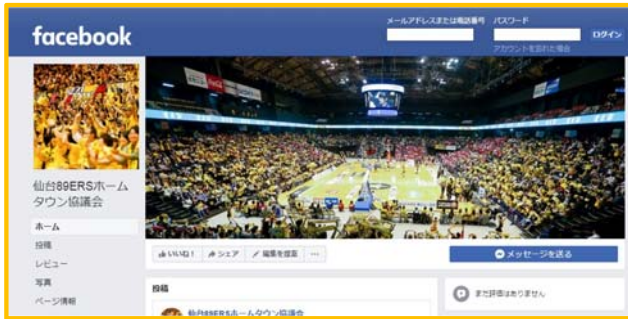 facebook
メールアドレスまたは電話番号
パスワード
ログイン
アカウントを忘れた場合
仙台89ERSホーム
タウン協議会
ホーム
投稿
レビュー
写真
ページ情報
いいね!
シェア
編集を提案
...
メッセージを送る
投稿
仙台89ERSホームタウン協議会
まだ評価はありません